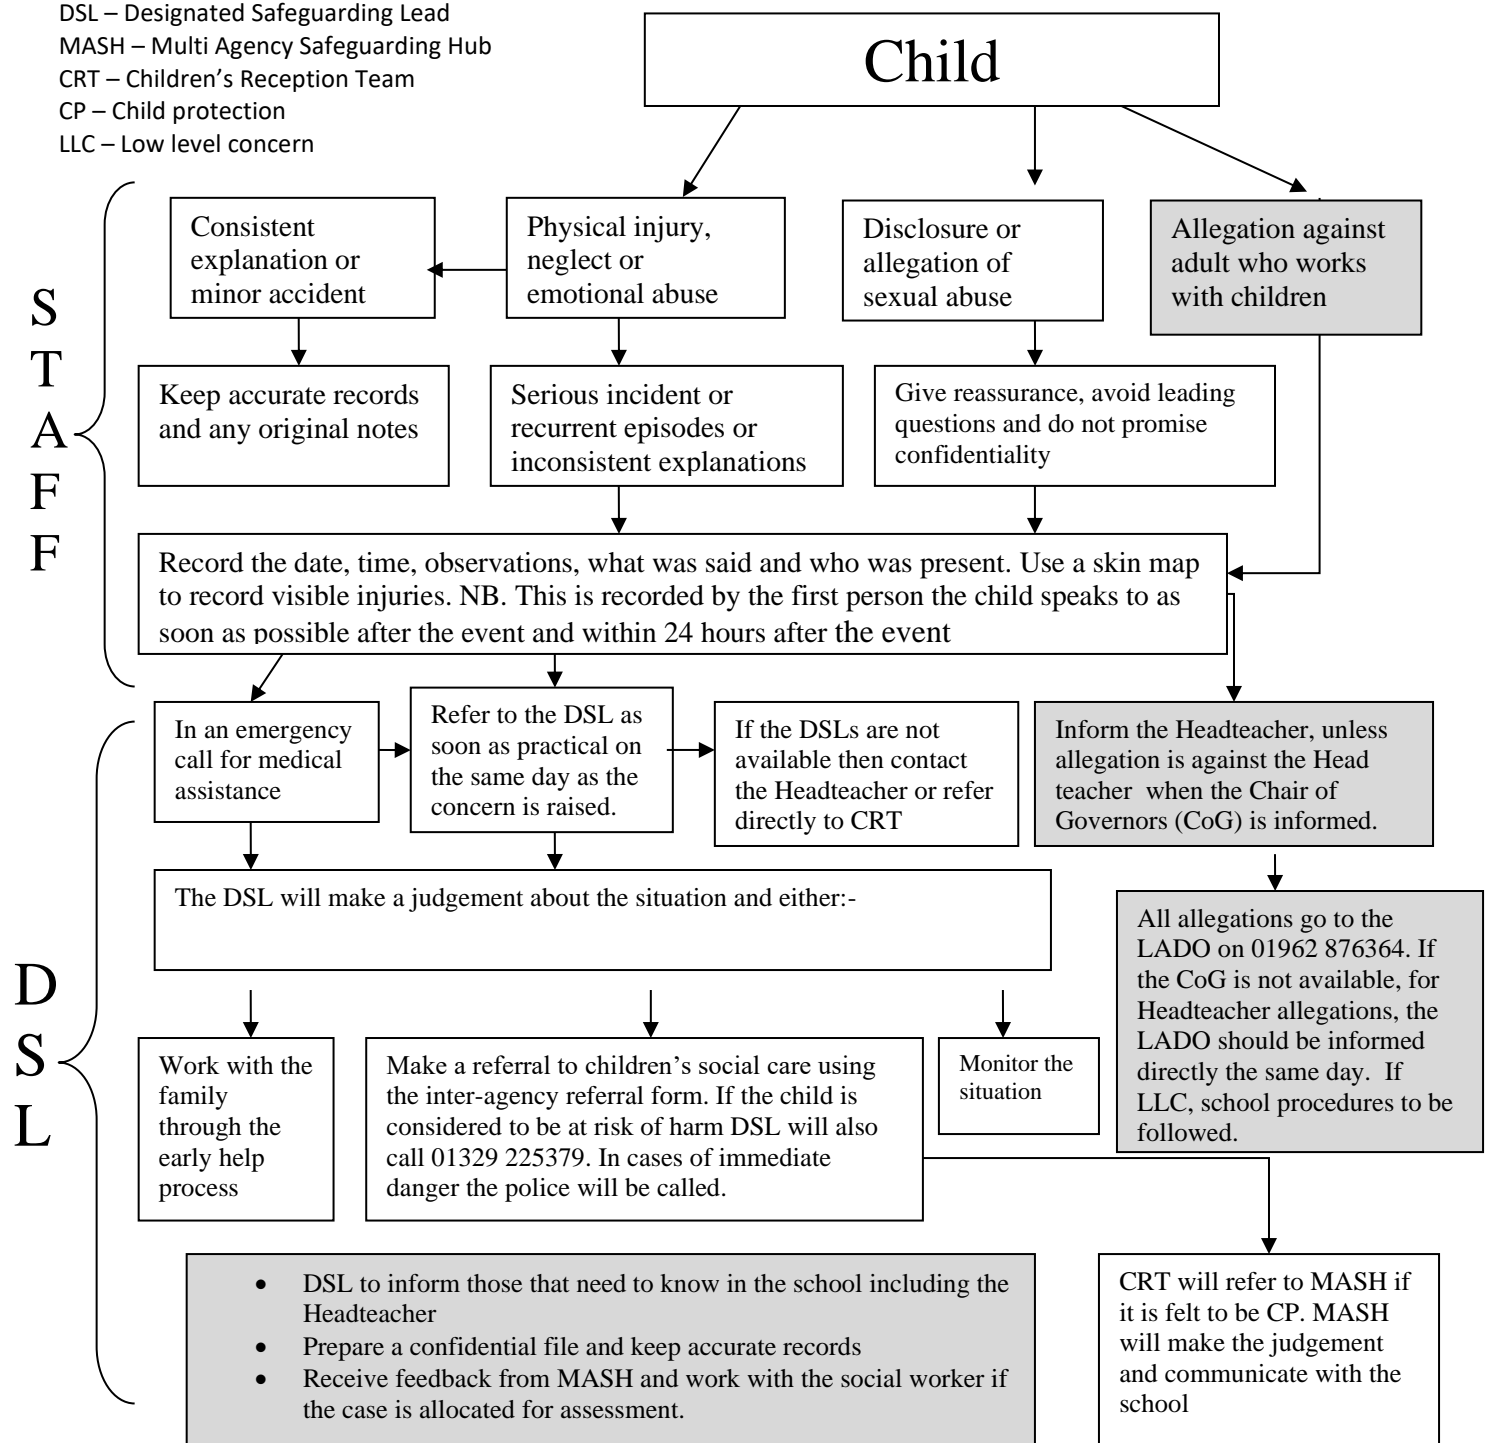 DSL – Designated Safeguarding Lead
MASH – Multi Agency Safeguarding Hub
CRT – Children’s Reception Team
CP – Child protection
LLC – Low level concern
Child
S
T
A
F
F
Consistent
explanation or
minor accident
Physical injury,
neglect or
emotional abuse
Disclosure or
allegation of
sexual abuse
Allegation against
adult who works
with children
Keep accurate records
and any original notes
Serious incident or
recurrent episodes or
inconsistent explanations
Give reassurance, avoid leading
questions and do not promise
confidentiality
Record the date, time, observations, what was said and who was present. Use a skin map
to record visible injuries. NB. This is recorded by the first person the child speaks to as
soon as possible after the event and within 24 hours after the event
D
S
L
In an emergency
call for medical
assistance
Refer to the DSL as
soon as practical on
the same day as the
concern is raised.
If the DSLs are not
available then contact
the Headteacher or refer
directly to CRT
Inform the Headteacher, unless
allegation is against the Head
teacher when the Chair of
Governors (CoG) is informed.
The DSL will make a judgement about the situation and either:-
All allegations go to the
LADO on 01962 876364. If
the CoG is not available, for
Headteacher allegations, the
LADO should be informed
directly the same day. If
LLC, school procedures to be
followed.
Work with the
family
through the
early help
process
Make a referral to children’s social care using
the inter-agency referral form. If the child is
considered to be at risk of harm DSL will also
call 01329 225379. In cases of immediate
danger the police will be called.
Monitor the
situation
• DSL to inform those that need to know in the school including the
Headteacher
• Prepare a confidential file and keep accurate records
• Receive feedback from MASH and work with the social worker if
the case is allocated for assessment.
CRT will refer to MASH if
it is felt to be CP. MASH
will make the judgement
and communicate with the
school